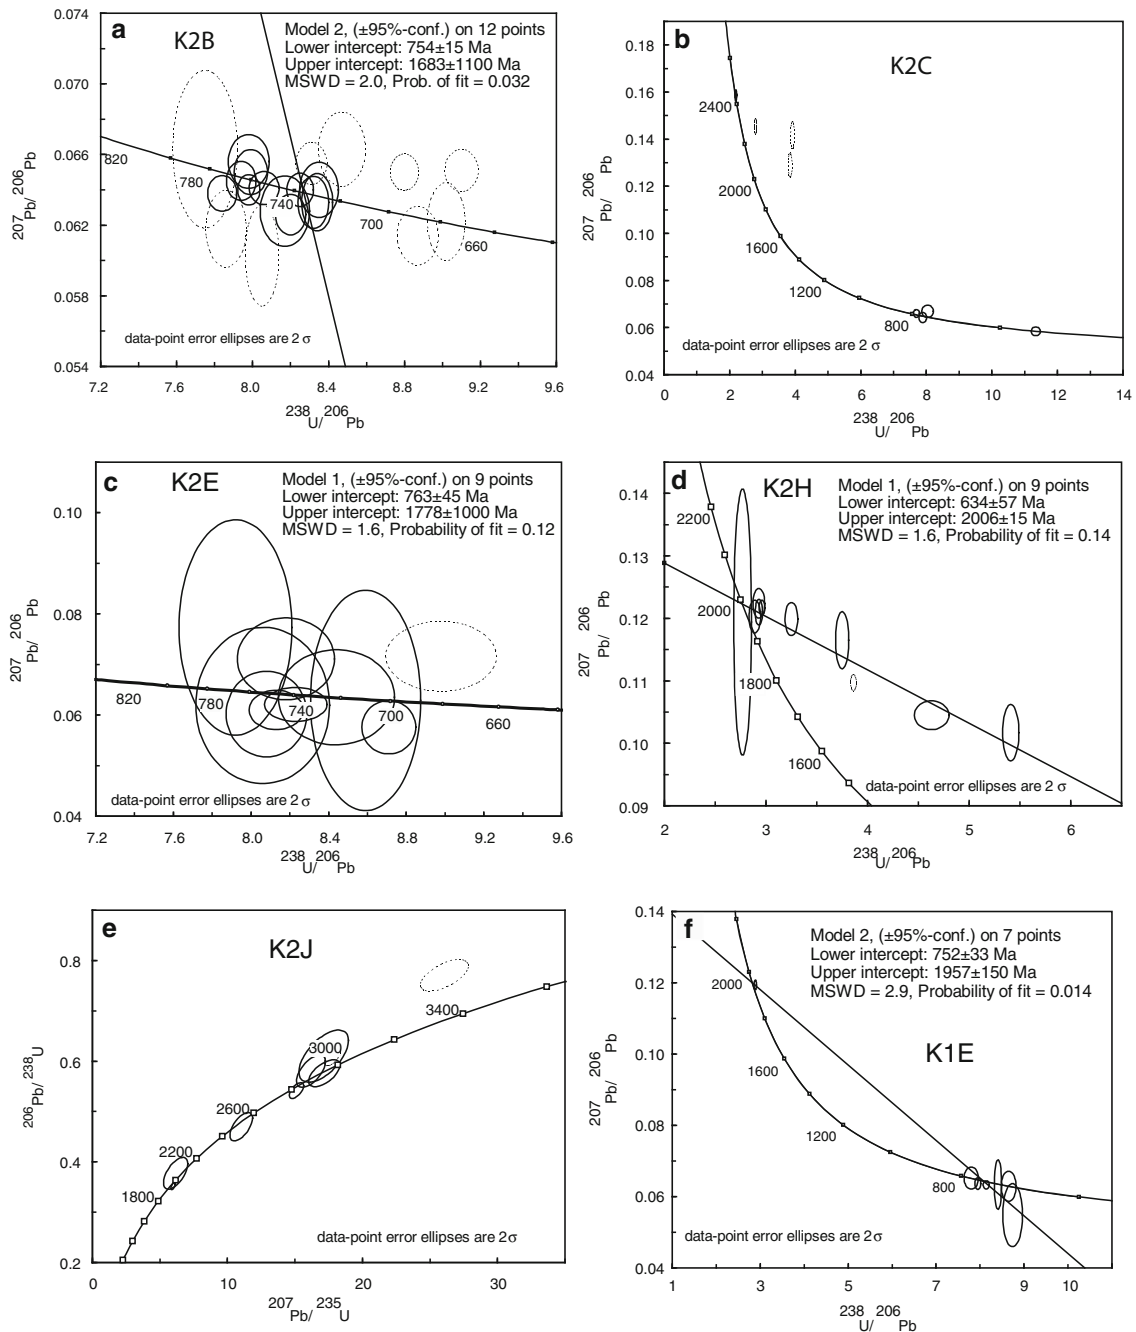 a
K2B
Model 2, (±95%-conf.) on 12 points
Lower intercept: 754±15 Ma
Upper intercept: 1683±1100 Ma
MSWD = 2.0, Prob. of fit = 0.032
0.074
0.070
0.066
0.062
0.058
0.054
207Pb/ 206Pb
820
780
740
700
660
data-point error ellipses are 2 σ
7.2 7.6 8.0 8.4 8.8 9.2 9.6
238U/ 206Pb
b
K2C
0.18
0.16
0.14
0.12
0.10
0.08
0.06
0.04
207Pb/ 206Pb
2400
2000
1600
1200
800
data-point error ellipses are 2 σ
0 2 4 6 8 10 12 14
238U/ 206Pb
c
K2E
Model 1, (±95%-conf.) on 9 points
Lower intercept: 763±45 Ma
Upper intercept: 1778±1000 Ma
MSWD = 1.6, Probability of fit = 0.12
0.10
0.08
0.06
0.04
207Pb/ 206Pb
820
780
740
700
660
data-point error ellipses are 2 σ
7.2 7.6 8.0 8.4 8.8 9.2 9.6
238U/ 206Pb
d
K2H
Model 1, (±95%-conf.) on 9 points
Lower intercept: 634±57 Ma
Upper intercept: 2006±15 Ma
MSWD = 1.6, Probability of fit = 0.14
0.14
0.13
0.12
0.11
0.10
0.09
207Pb/ 206Pb
2200
2000
1800
1600
data-point error ellipses are 2 σ
2 3 4 5 6
238U/ 206Pb
e
K2J
0.8
0.6
0.4
0.2
206Pb/ 238U
3400
3000
2600
2200
1800
data-point error ellipses are 2σ
0 10 20 30
207Pb/ 235U
f
Model 2, (±95%-conf.) on 7 points
Lower intercept: 752±33 Ma
Upper intercept: 1957±150 Ma
MSWD = 2.9, Probability of fit = 0.014
K1E
0.14
0.12
0.10
0.08
0.06
0.04
207Pb/ 206Pb
2000
1600
1200
800
data-point error ellipses are 2σ
1 3 5 7 9
238U/ 206Pb